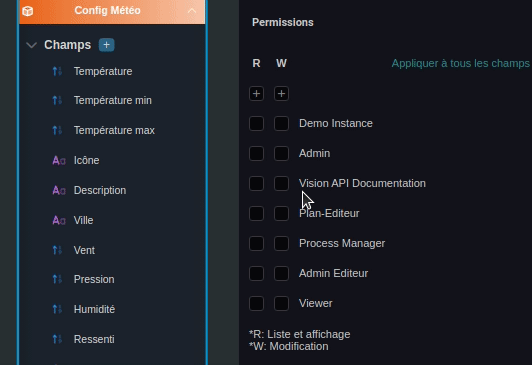 Config Météo
Champs
Température
Température min
Température max
Icône
Description
Ville
Vent
Pression
Humidité
Ressenti
Permissions
R W
Appliquer à tous les champs
Demo Instance
Admin
Vision API Documentation
Plan-Editeur
Process Manager
Admin Editeur
Viewer
*R: Liste et affichage
*W: Modification